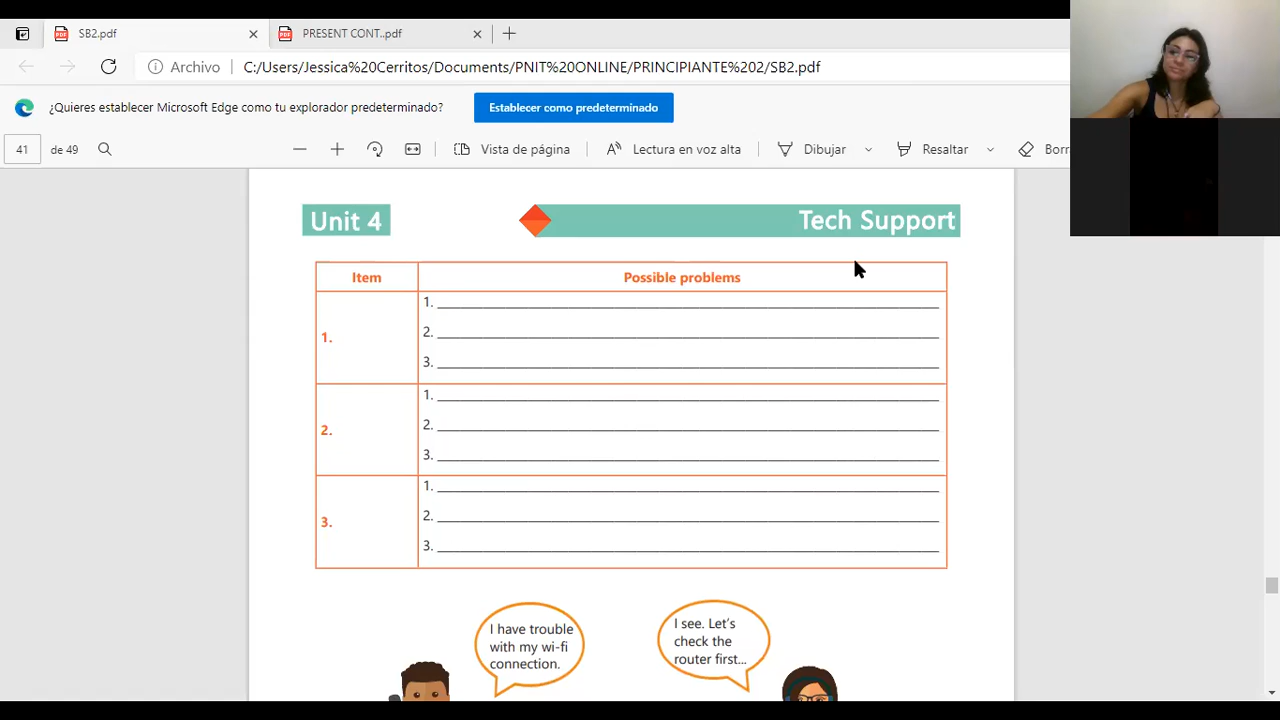 SB2.pdf
PRESENT CONT..pdf
Archivo
C:/Users/Jessica%20Cerritos/Documents/PNIT%20ONLINE/PRINCIPIANTE%202/SB2.pdf
¿Quieres establecer Microsoft Edge como tu explorador predeterminado?
Establecer como predeterminado
41
de 49
Vista de página
Lectura en voz alta
Dibujar
Resaltar
Borr
Unit 4
Tech Support
Item
Possible problems
1.
1.
2.
3.
2.
1.
2.
3.
3.
1.
2.
3.
I have trouble
with my wi-fi
connection.
I see. Let's
check the
router first...